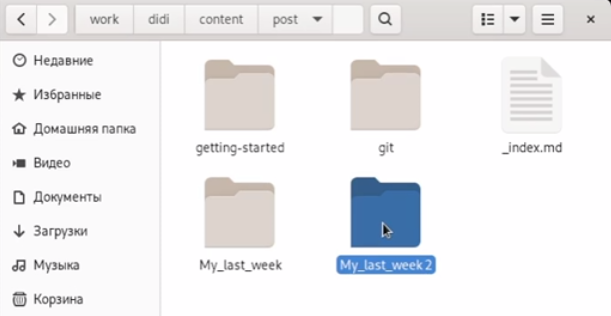 work didi content post
Недавние
Избранные
Домашняя папка
Видео
Документы
Загрузки
Музыка
Корзина
getting-started git _index.md
My_last_week My_last_week 2